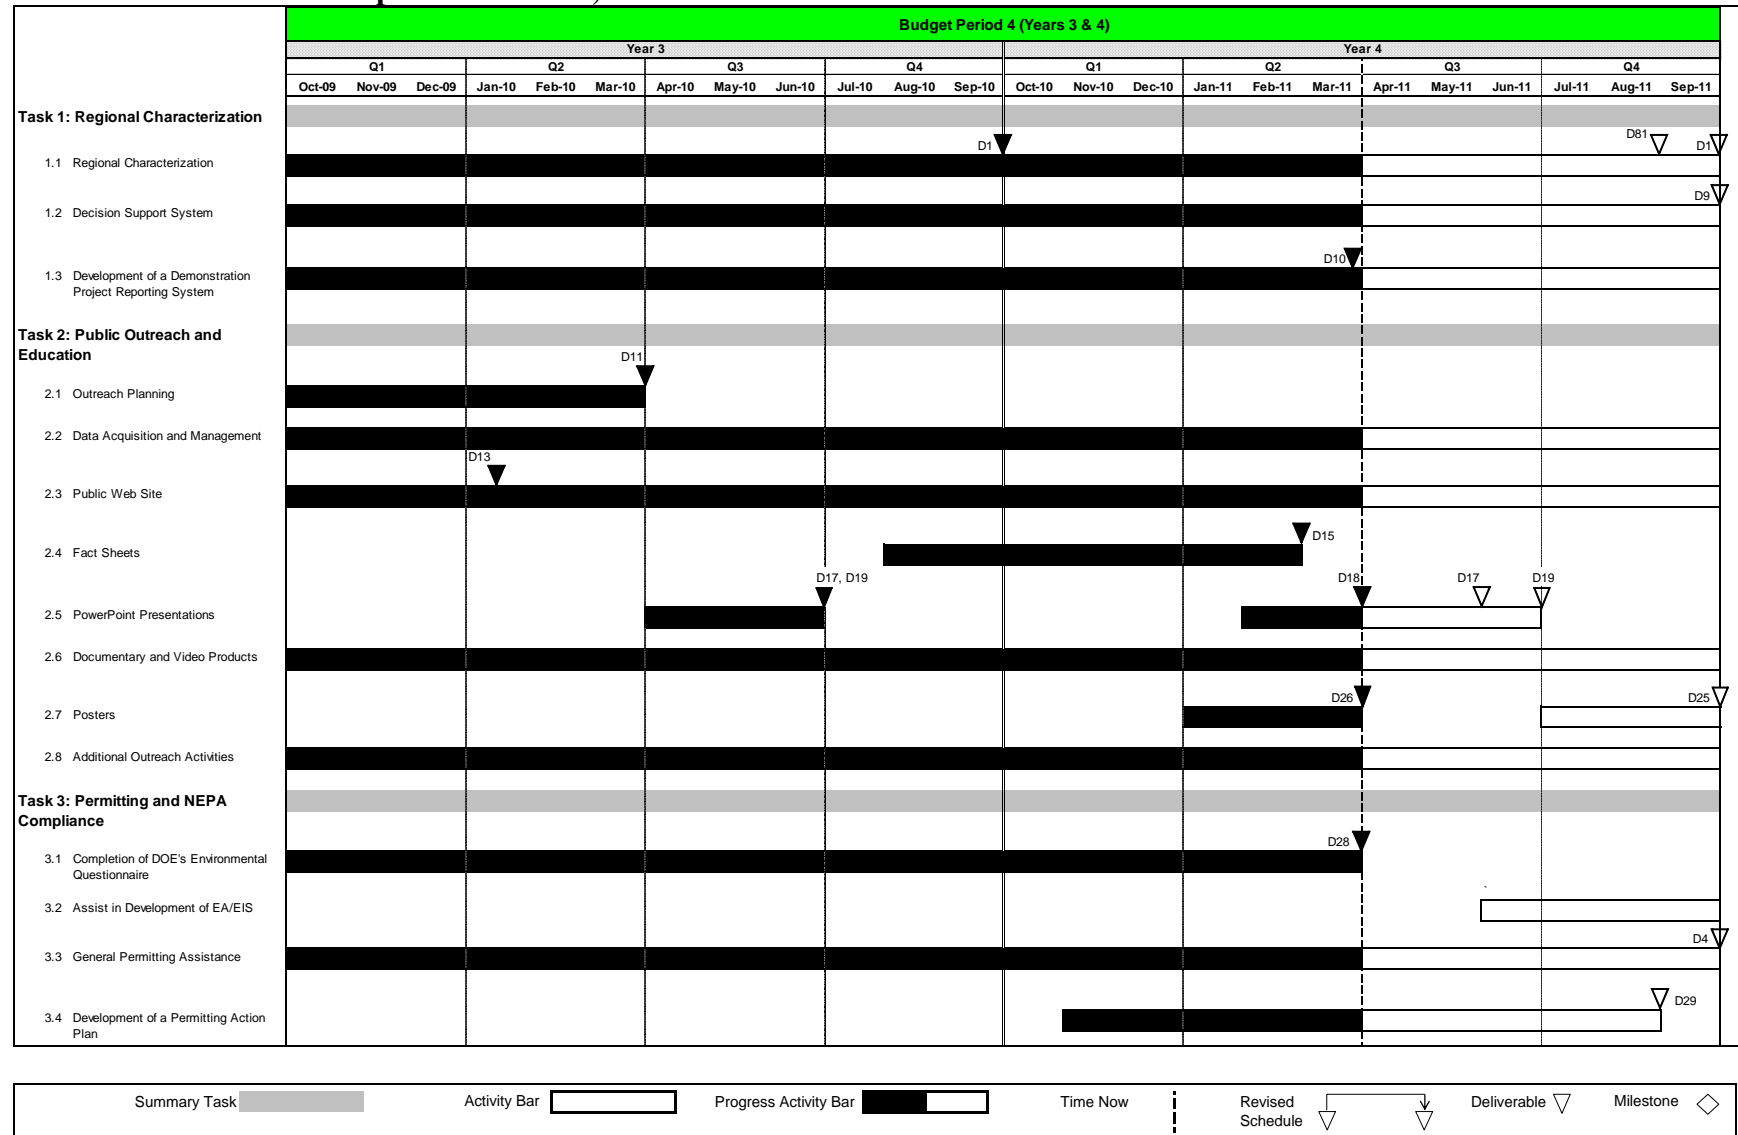 Budget Period 4 (Years 3 & 4)
Year 3 Year 4
Q1 Q2 Q3 Q4 Q1 Q2 Q3 Q4
Oct-09 Nov-09 Dec-09 Jan-10 Feb-10 Mar-10 Apr-10 May-10 Jun-10 Jul-10 Aug-10 Sep-10 Oct-10 Nov-10 Dec-10 Jan-11 Feb-11 Mar-11 Apr-11 May-11 Jun-11 Jul-11 Aug-11 Sep-11
Task 1: Regional Characterization
D1 D81 D1
1.1 Regional Characterization
D9
1.2 Decision Support System
D10
1.3 Development of a Demonstration
Project Reporting System
Task 2: Public Outreach and
Education
D11
2.1 Outreach Planning
2.2 Data Acquisition and Management
D13
2.3 Public Web Site
D15
2.4 Fact Sheets
D17, D19 D18 D17 D19
2.5 PowerPoint Presentations
2.6 Documentary and Video Products
D26 D25
2.7 Posters
2.8 Additional Outreach Activities
Task 3: Permitting and NEPA
Compliance
D28
3.1 Completion of DOE's Environmental
Questionnaire
3.2 Assist in Development of EA/EIS
D4
3.3 General Permitting Assistance
D29
3.4 Development of a Permitting Action
Plan
Summary Task Activity Bar Progress Activity Bar Time Now Revised Deliverable Milestone
Schedule